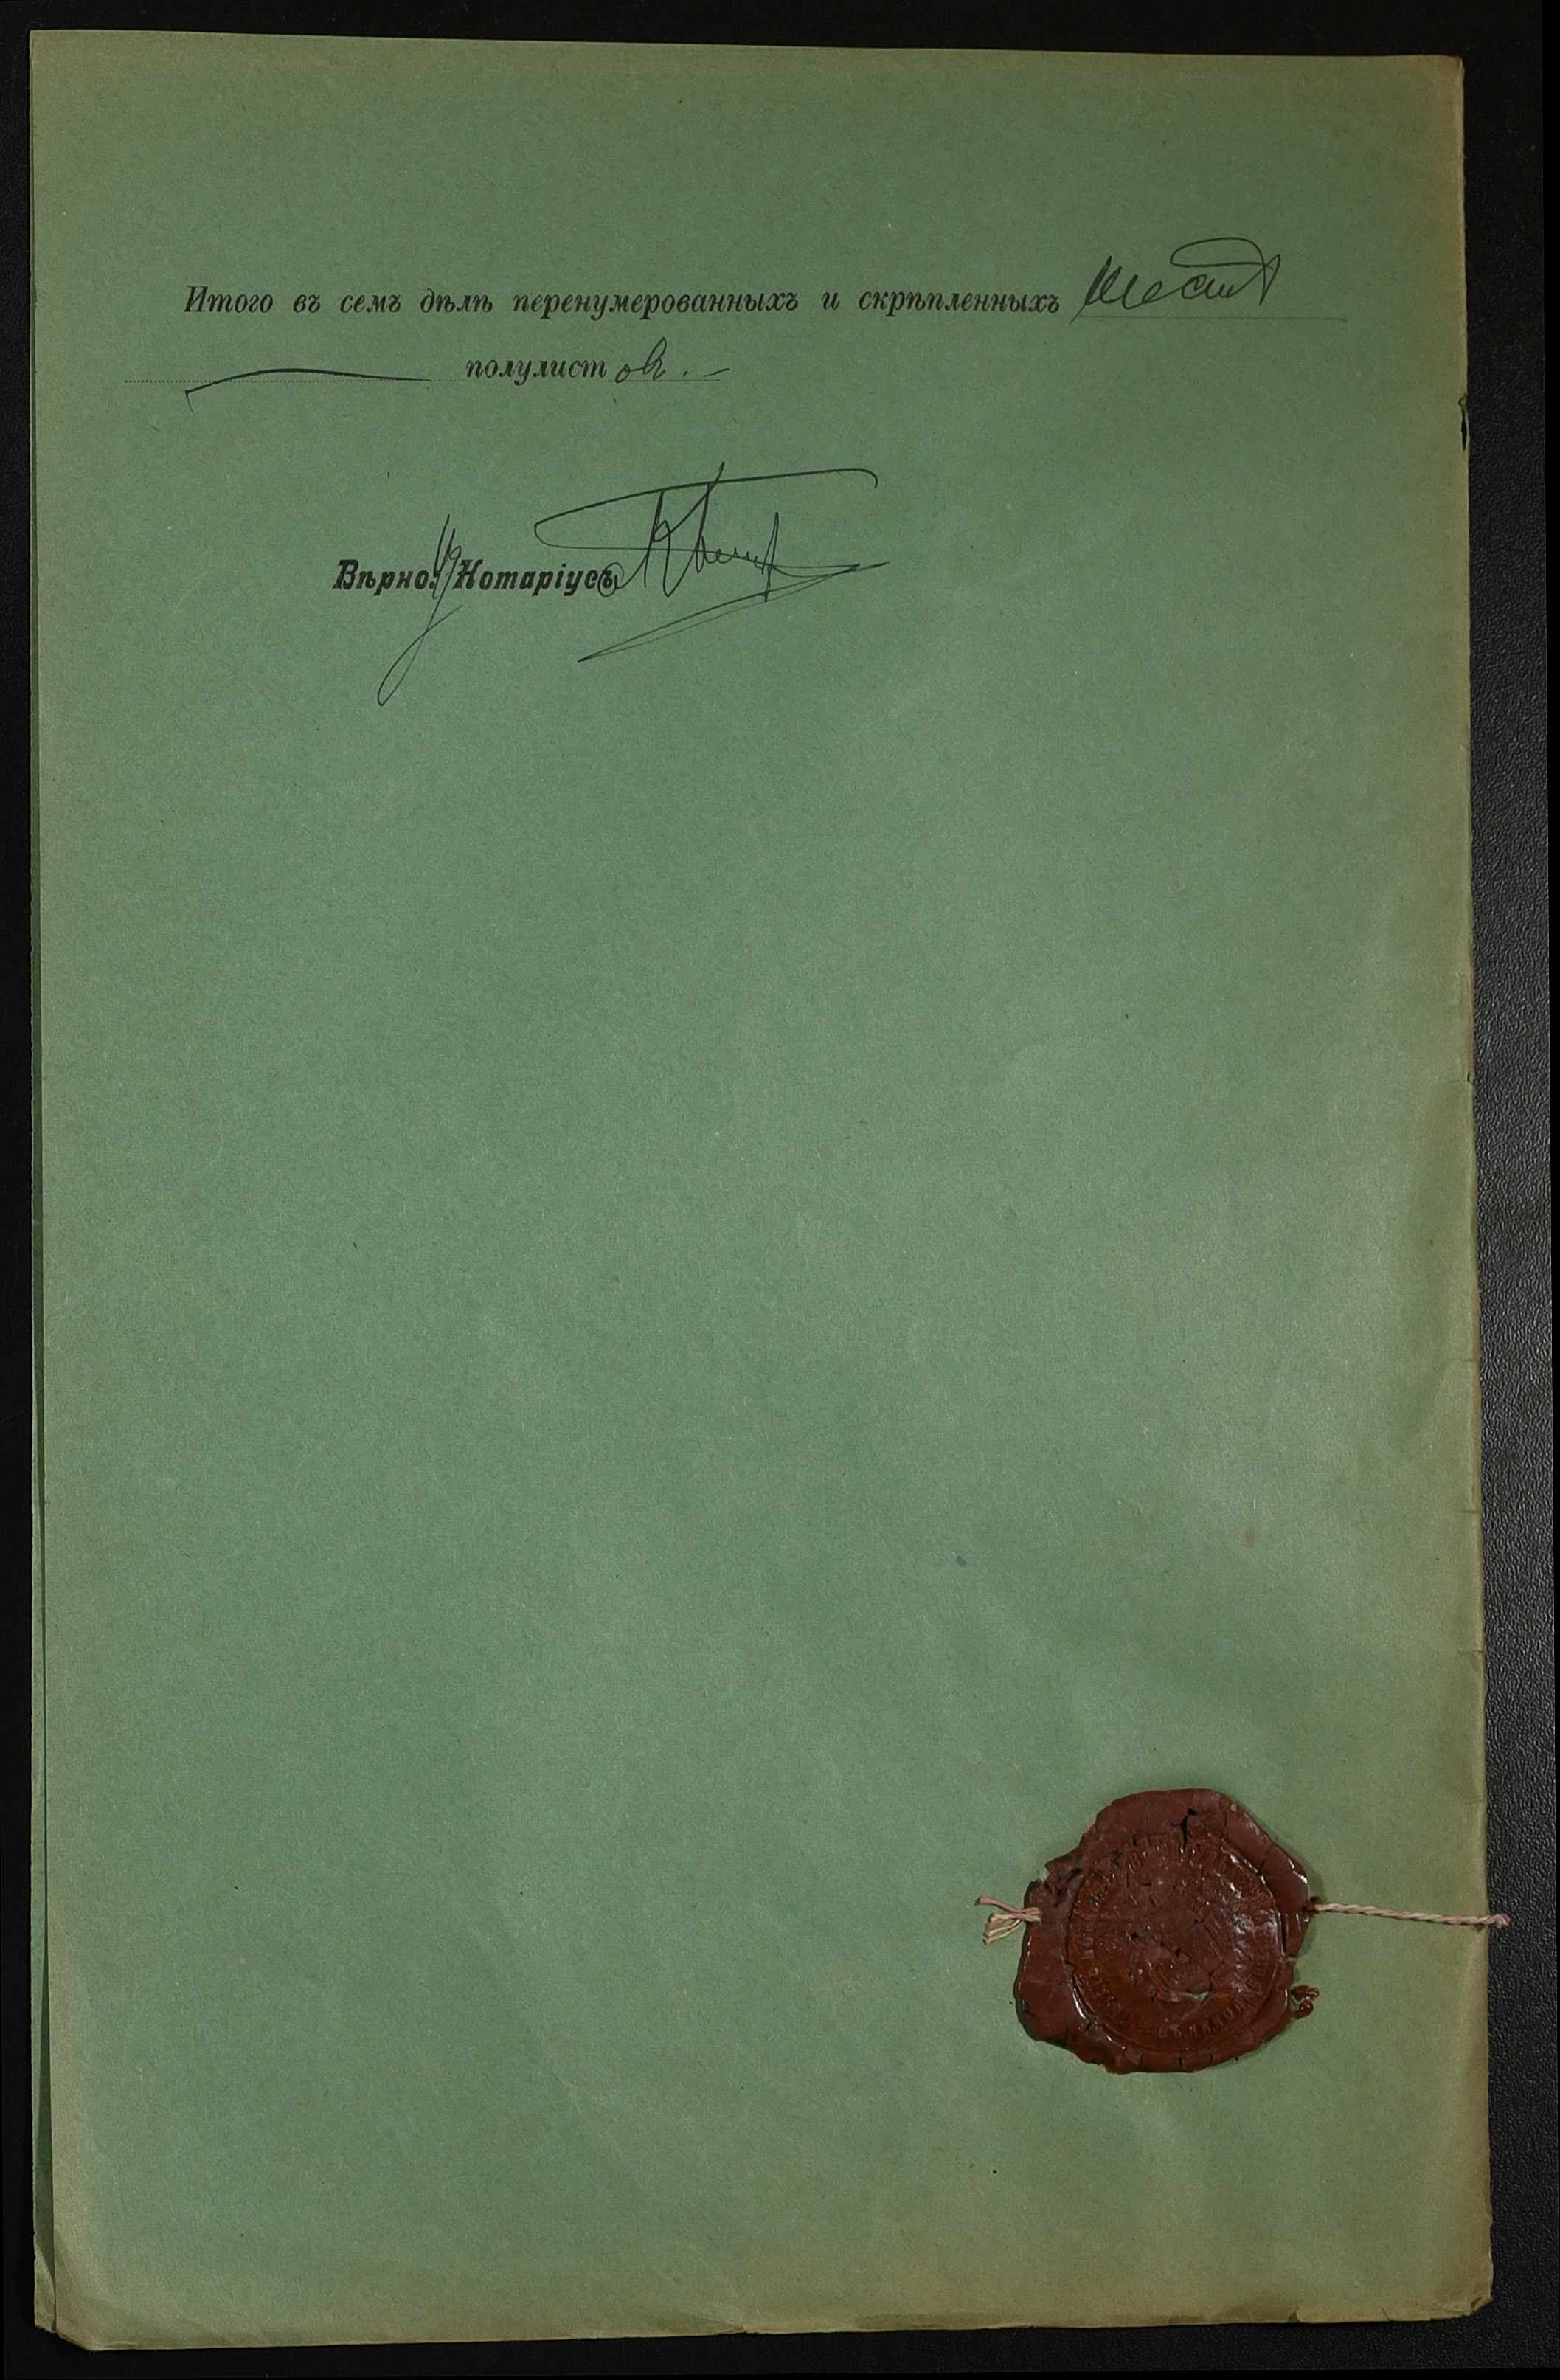 Итого въ семъ дѣлѣ перенумерованныхъ и скрѣпленныхъ шесть
полулистовъ.
Вѣрно: Нотаріусъ